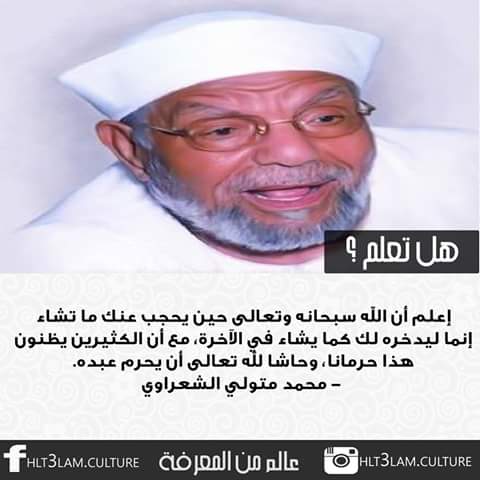 هل تعلم ؟
إعلم أن الله سبحانه وتعالى حين يحجب عنك ما تشاء
إنما ليدخره لك كما يشاء في الآخرة، مع أن الكثيرين يظنون
هذا حرمانا، وحاشا لله تعالى أن يحرم عبده.
– محمد متولي الشعراوي
f HLT3LAM.CULTURE عالم من المعرفة HLT3LAM.CULTURE